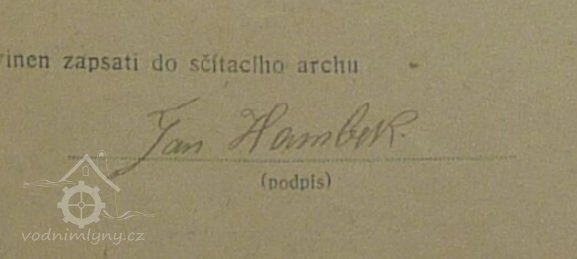 vinen zapsati do sčítacího archu
Jan Hambek.
(podpis)
vodnimlyny.cz